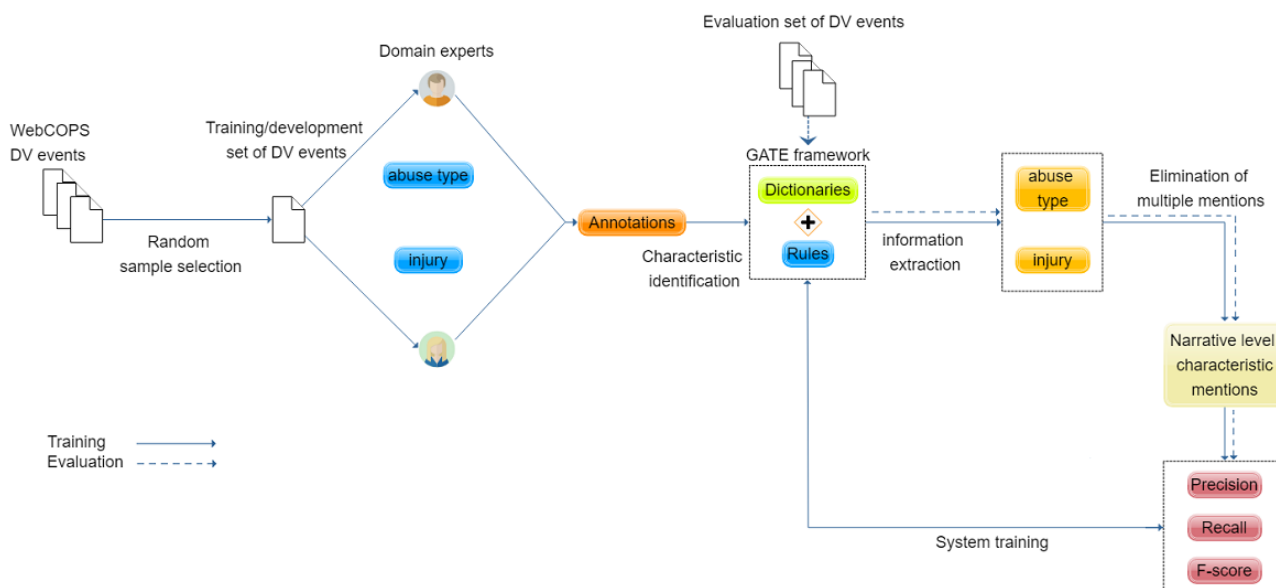 Evaluation set of DV events
Domain experts
WebCOPS
DV events
Training/development
set of DV events
abuse type
injury
Random
sample selection
Annotations
Characteristic
identification
GATE framework
Dictionaries
Rules
information
extraction
abuse
type
injury
Elimination of
multiple mentions
Narrative level
characteristic
mentions
Training
Evaluation
System training
Precision
Recall
F-score